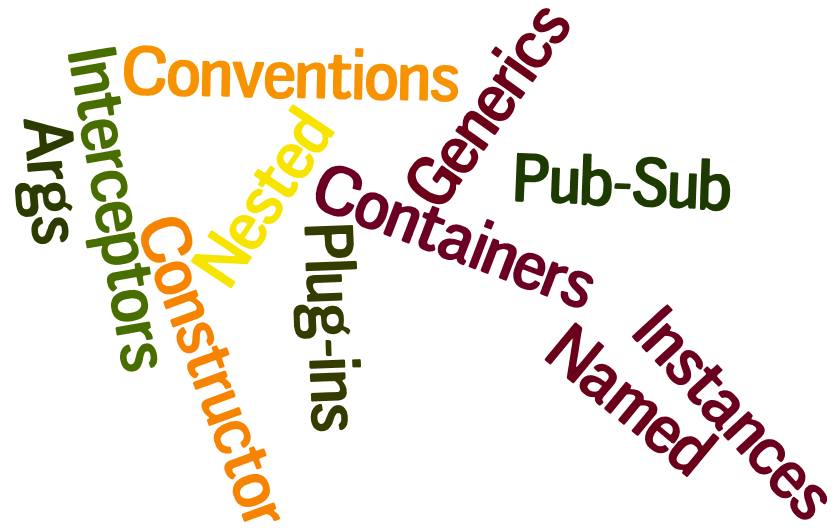 Conventions
Generics
Interceptors
Args
Nested
Pub-Sub
Containers
Constructor
Plug-ins
Named
Instances